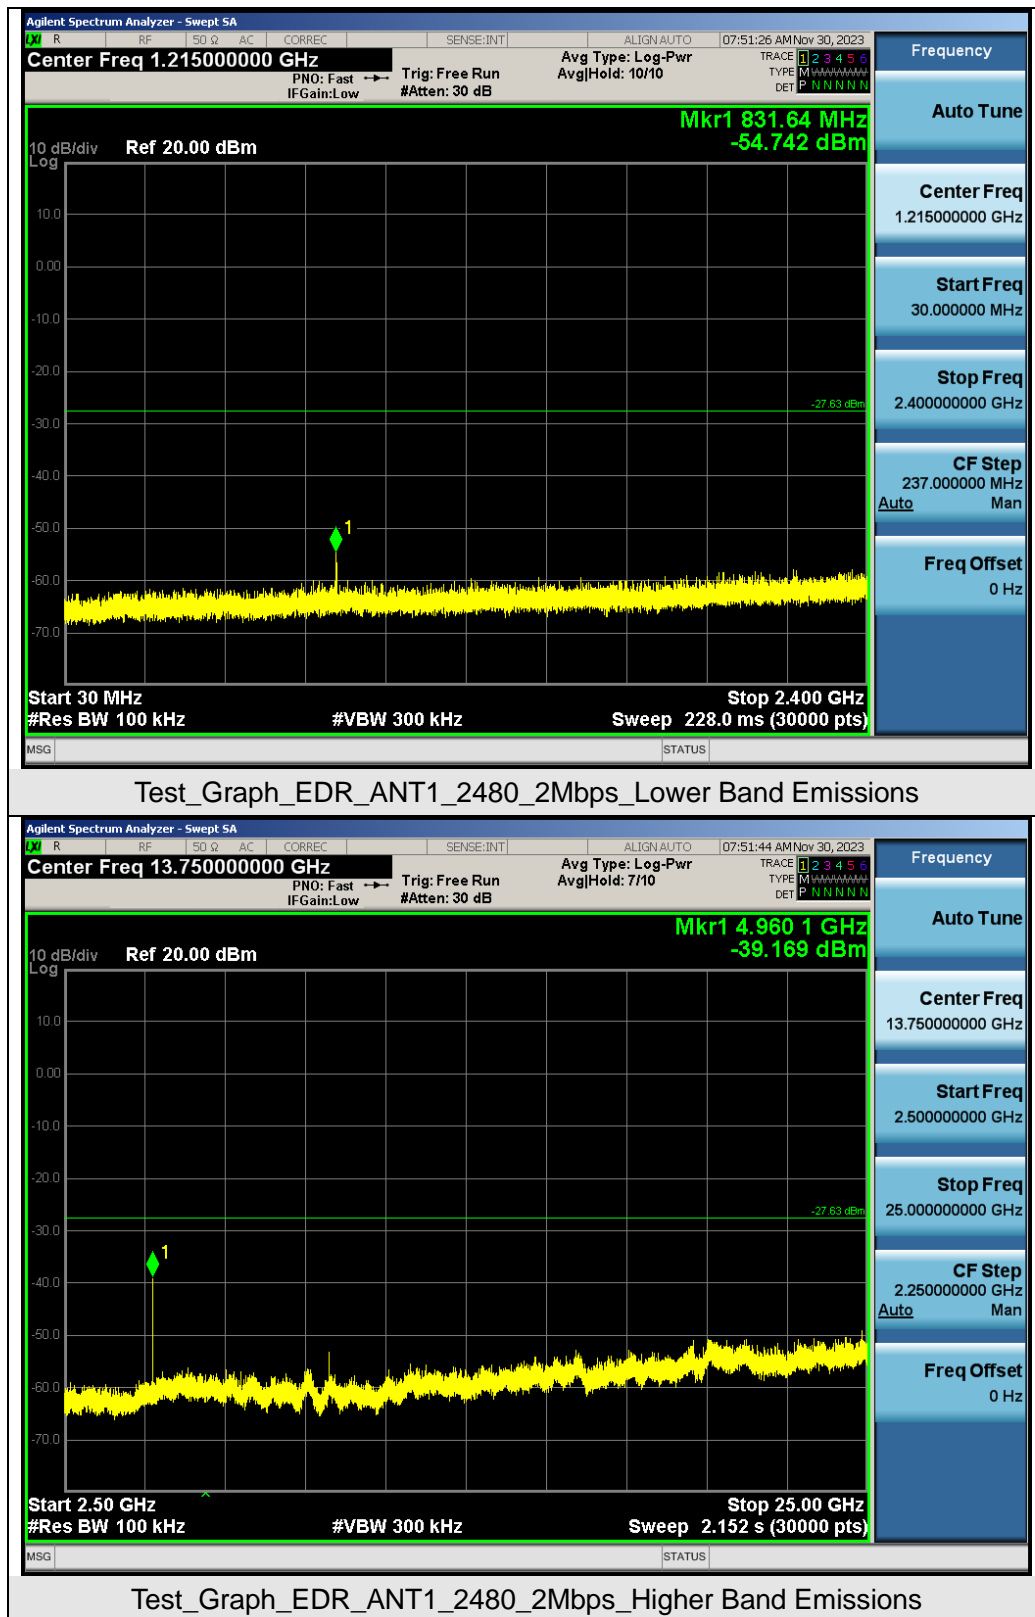 Agilent Spectrum Analyzer - Swept SA
LXI R RF 50 Ω AC CORREC SENSE:INT ALIGN AUTO 07:51:26 AM Nov 30, 2023
Center Freq 1.215000000 GHz
PNO: Fast
IFGain:Low
Trig: Free Run
#Atten: 30 dB
Avg Type: Log-Pwr
Avg|Hold: 10/10
TRACE 1 2 3 4 5 6
TYPE M
DET P N N N N N
Mkr1 831.64 MHz
-54.742 dBm
10 dB/div Ref 20.00 dBm
Log
10.0
0.00
-10.0
-20.0
-27.63 dBm
-30.0
-40.0
-50.0
1
-60.0
-70.0
Start 30 MHz Stop 2.400 GHz
#Res BW 100 kHz #VBW 300 kHz Sweep 228.0 ms (30000 pts)
MSG STATUS
Frequency
Auto Tune
Center Freq
1.215000000 GHz
Start Freq
30.000000 MHz
Stop Freq
2.400000000 GHz
CF Step
237.000000 MHz
Auto Man
Freq Offset
0 Hz
Test_Graph_EDR_ANT1_2480_2Mbps_Lower Band Emissions
Agilent Spectrum Analyzer - Swept SA
LXI R RF 50 Ω AC CORREC SENSE:INT ALIGN AUTO 07:51:44 AM Nov 30, 2023
Center Freq 13.750000000 GHz
PNO: Fast
IFGain:Low
Trig: Free Run
#Atten: 30 dB
Avg Type: Log-Pwr
Avg|Hold: 7/10
TRACE 1 2 3 4 5 6
TYPE M
DET P N N N N N
Mkr1 4.960 1 GHz
-39.169 dBm
10 dB/div Ref 20.00 dBm
Log
10.0
0.00
-10.0
-20.0
-27.63 dBm
-30.0
1
-40.0
-50.0
-60.0
-70.0
Start 2.50 GHz Stop 25.00 GHz
#Res BW 100 kHz #VBW 300 kHz Sweep 2.152 s (30000 pts)
MSG STATUS
Frequency
Auto Tune
Center Freq
13.750000000 GHz
Start Freq
2.500000000 GHz
Stop Freq
25.000000000 GHz
CF Step
2.250000000 GHz
Auto Man
Freq Offset
0 Hz
Test_Graph_EDR_ANT1_2480_2Mbps_Higher Band Emissions